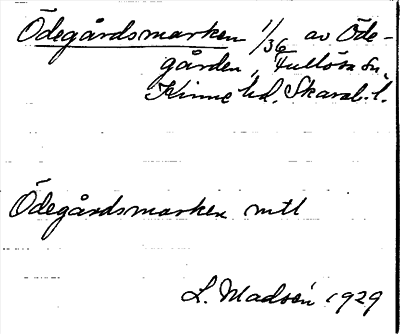 Ödegårdsmarken 1/36 av Öde-
gården, Fullösa sn,
Kinne hd. Skarab. l.
Ödegårdsmarken mtl
L. Madsén 1929